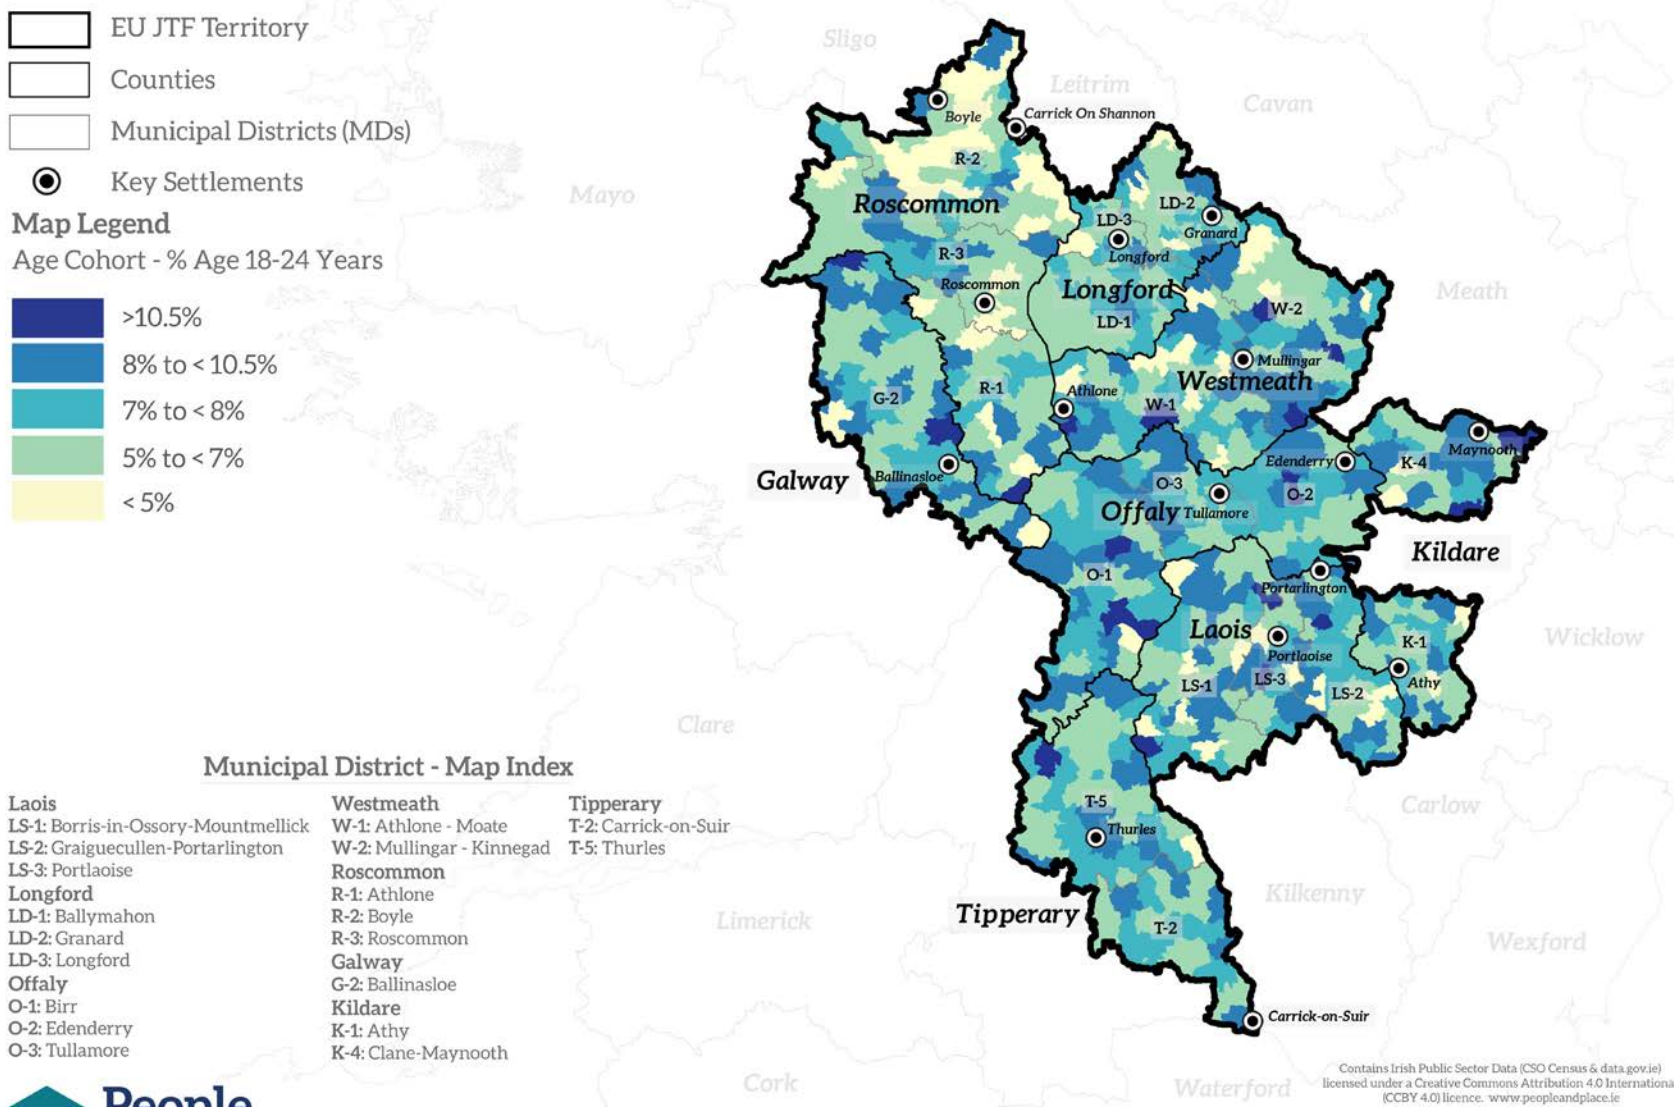 EU JTF Territory
Counties
Municipal Districts (MDs)
Key Settlements
Map Legend
Age Cohort - % Age 18-24 Years
>10.5%
8% to < 10.5%
7% to < 8%
5% to < 7%
< 5%
Sligo
Leitrim
Cavan
Mayo
Meath
Boyle
Carrick On Shannon
R-2
Roscommon
LD-2
LD-3
Granard
R-3
Longford
Roscommon
Longford
LD-1
W-2
Mullingar
Westmeath
R-1
Athlone
G-2
W-1
Maynooth
K-4
Edenderry
Ballinasloe
Galway
O-3
O-2
Offaly
Tullamore
Kildare
O-1
Portarlington
Laois
Wicklow
K-1
Portlaoise
LS-1
LS-3
LS-2
Athy
Clare
T-5
Carlow
Thurles
Kilkenny
Tipperary
T-2
Limerick
Wexford
Carrick-on-Suir
Cork
Waterford
Municipal District - Map Index
Laois
LS-1: Borris-in-Ossory-Mountmellick
LS-2: Graiguecullen-Portarlington
LS-3: Portlaoise
Longford
LD-1: Ballymahon
LD-2: Granard
LD-3: Longford
Offaly
O-1: Birr
O-2: Edenderry
O-3: Tullamore
Westmeath
W-1: Athlone - Moate
W-2: Mullingar - Kinnegad
Roscommon
R-1: Athlone
R-2: Boyle
R-3: Roscommon
Galway
G-2: Ballinasloe
Kildare
K-1: Athy
K-4: Clane-Maynooth
Tipperary
T-2: Carrick-on-Suir
T-5: Thurles
People
Contains Irish Public Sector Data (CSO Census & data.gov.ie)
licensed under a Creative Commons Attribution 4.0 Internationa
(CCBY 4.0) licence. www.peopleandplace.ie